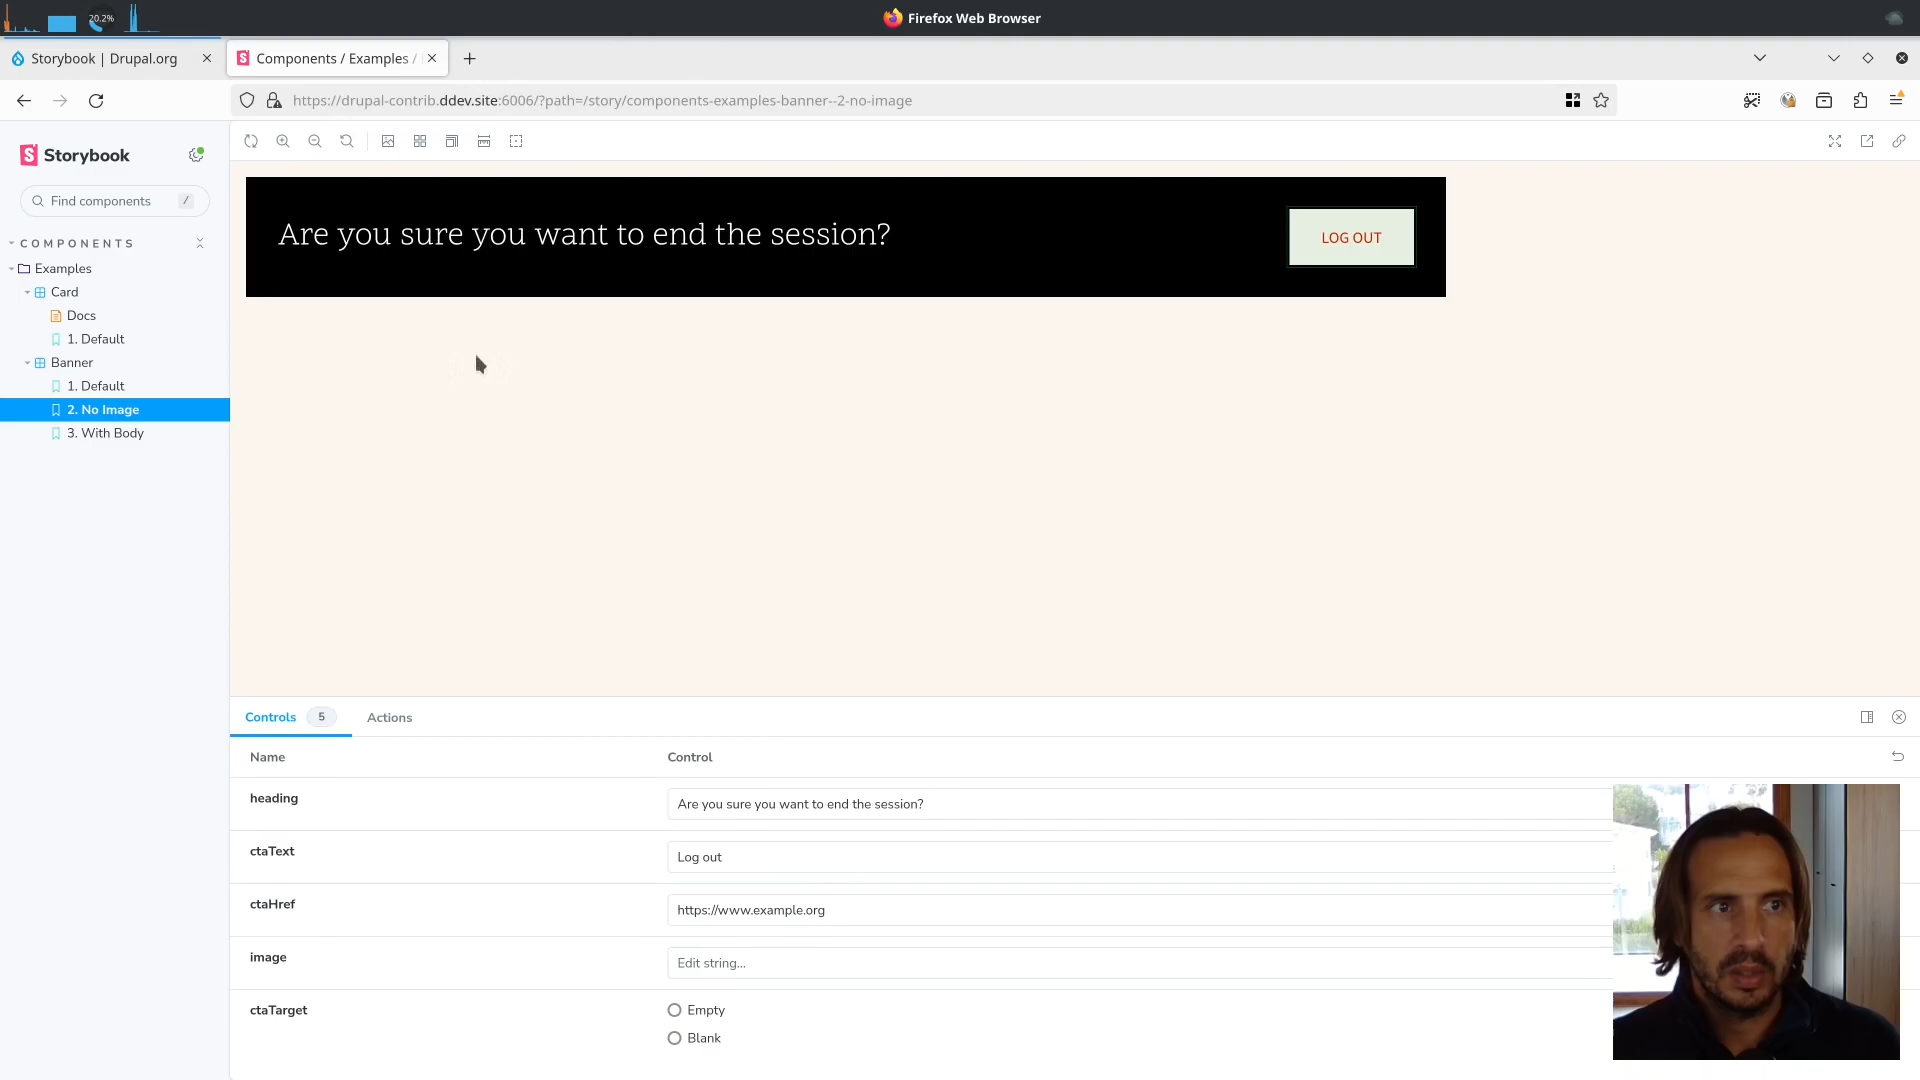 20.2%
Firefox Web Browser
Storybook | Drupal.org
Components / Examples /
https://drupal-contrib.ddev.site:6006/?path=/story/components-examples-banner--2-no-image
Storybook
Find components /
COMPONENTS
Examples
Card
Docs
1. Default
Banner
1. Default
2. No Image
3. With Body
Are you sure you want to end the session?
LOG OUT
Controls 5 Actions
Name Control
heading Are you sure you want to end the session?
ctaText Log out
ctaHref https://www.example.org
image Edit string...
ctaTarget Empty
Blank